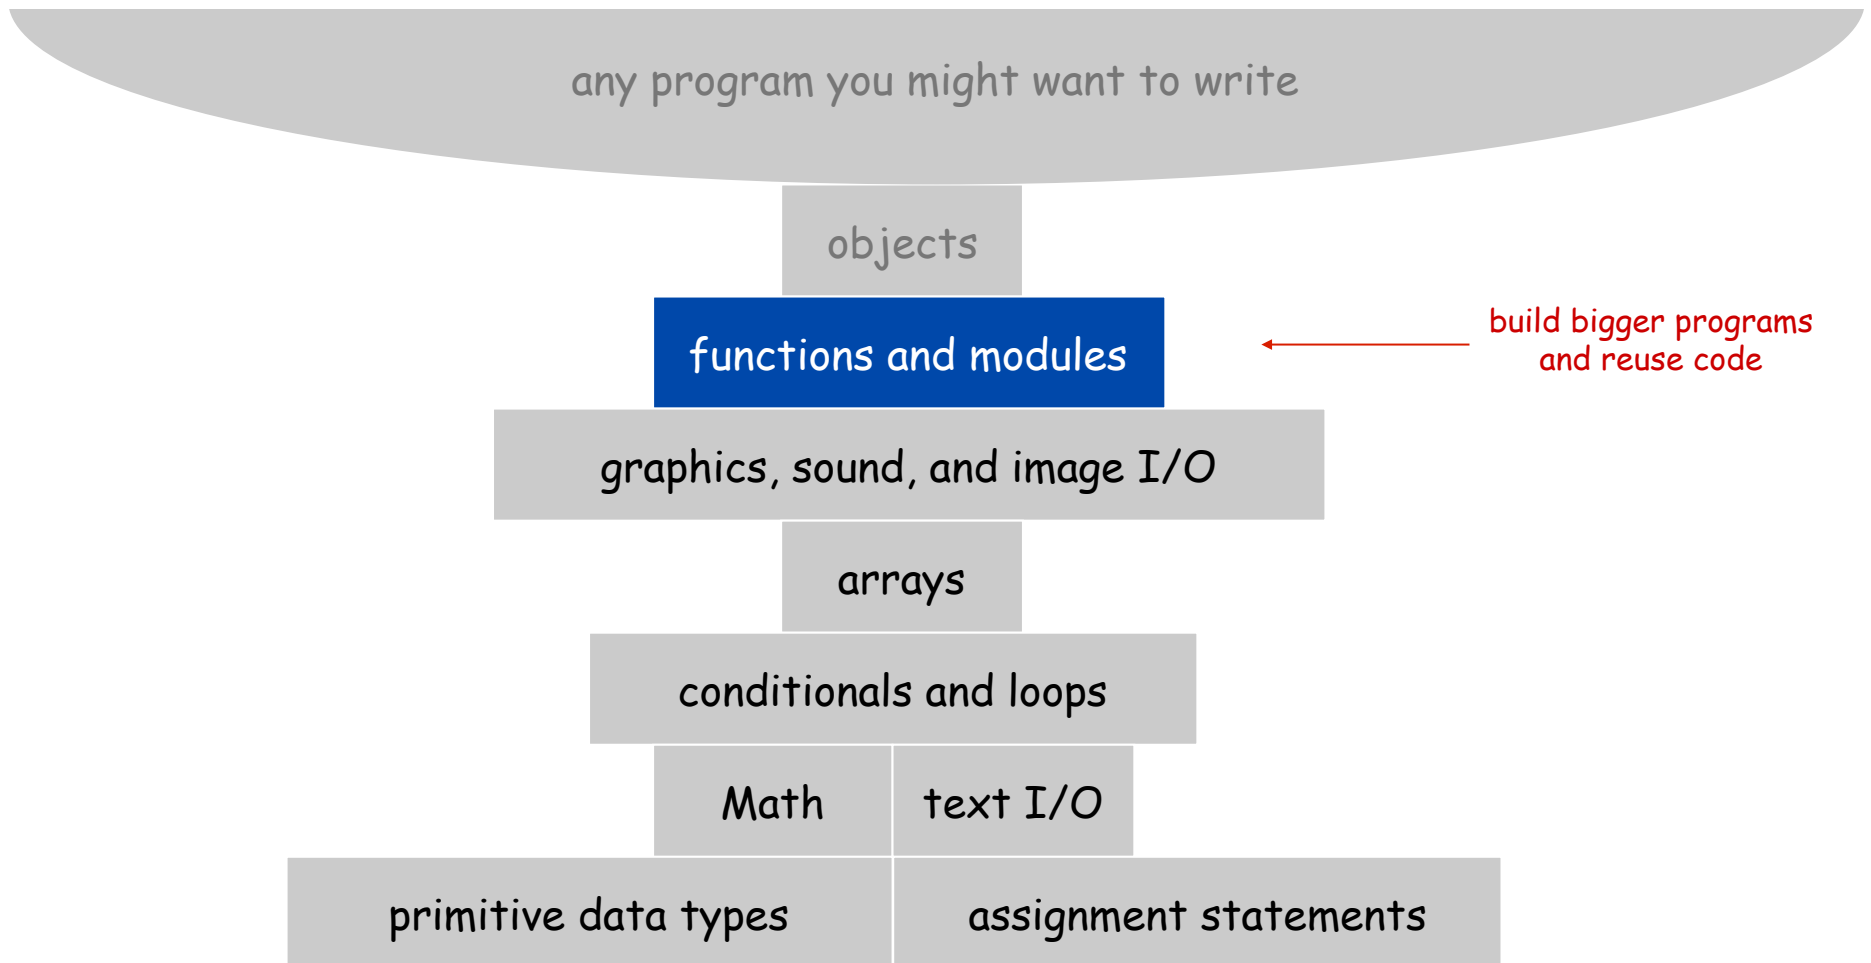 any program you might want to write
objects
functions and modules
build bigger programs
and reuse code
graphics, sound, and image I/O
arrays
conditionals and loops
Math
text I/O
primitive data types
assignment statements